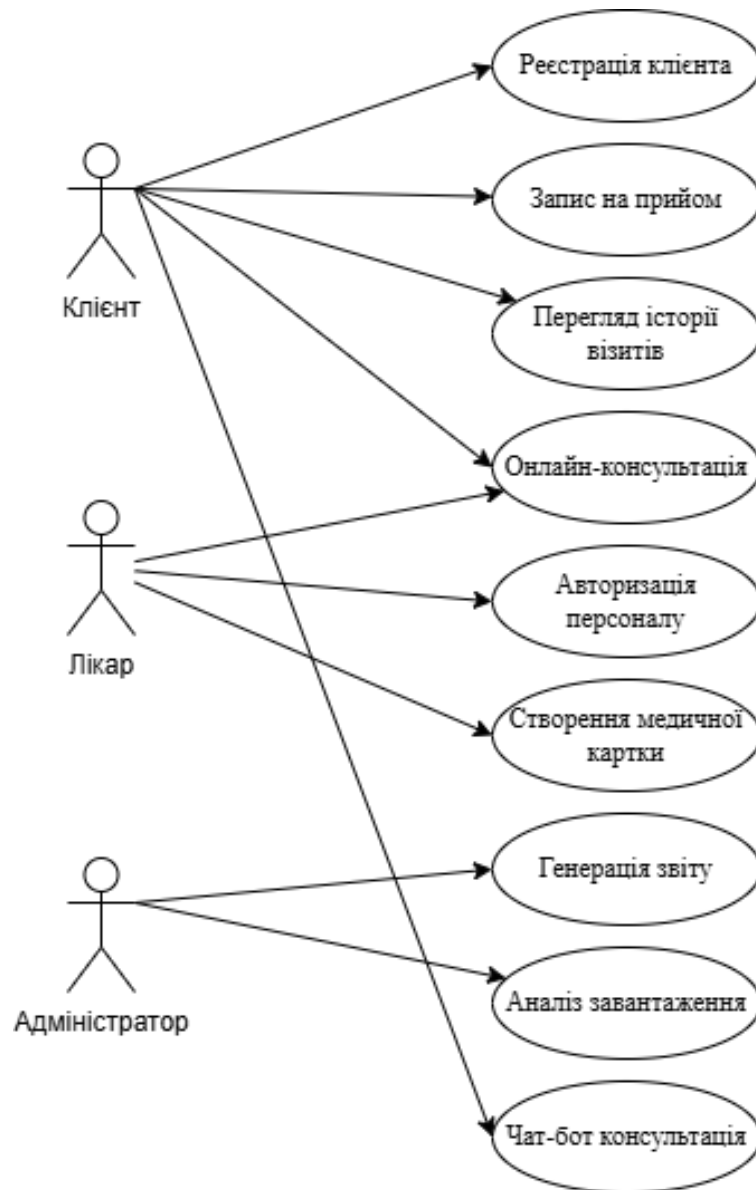 Реєстрація клієнта
Запис на прийом
Клієнт
Перегляд історії
візитів
Онлайн-консультація
Авторизація
персоналу
Лікар
Створення медичної
картки
Генерація звіту
Аналіз завантаження
Адміністратор
Чат-бот консультація